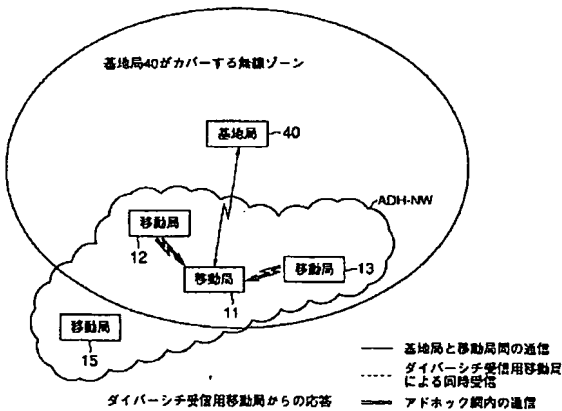 基地局40がカバーする無線ゾーン
基地局
40
ADH-NW
移動局
12
移動局
13
移動局
11
移動局
15
基地局と移動局間の通信
ダイバーシチ受信用移動局
による同時受信
アドホック網内の通信
ダイバーシチ受信用移動局からの応答